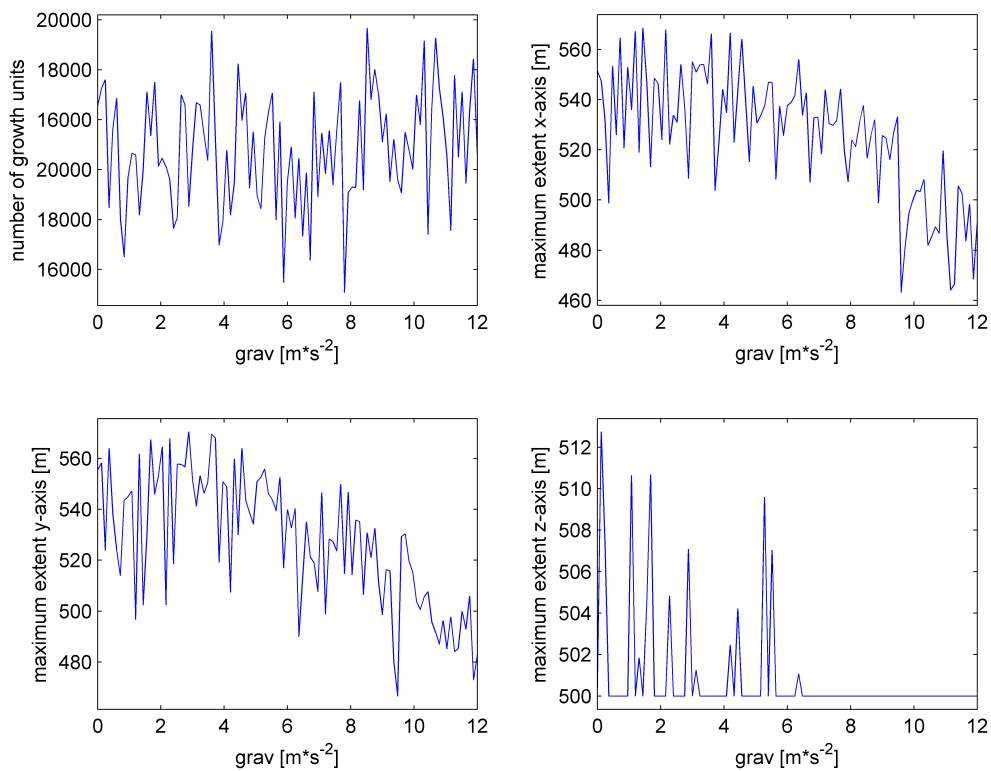 20000
18000
16000
20000
18000
16000
number of growth units
0 2 4 6 8 10 12
grav [m*s⁻²]
560
540
520
500
480
460
maximum extent x-axis [m]
0 2 4 6 8 10 12
grav [m*s⁻²]
560
540
520
500
480
maximum extent y-axis [m]
0 2 4 6 8 10 12
grav [m*s⁻²]
512
510
508
506
504
502
500
maximum extent z-axis [m]
0 2 4 6 8 10 12
grav [m*s⁻²]